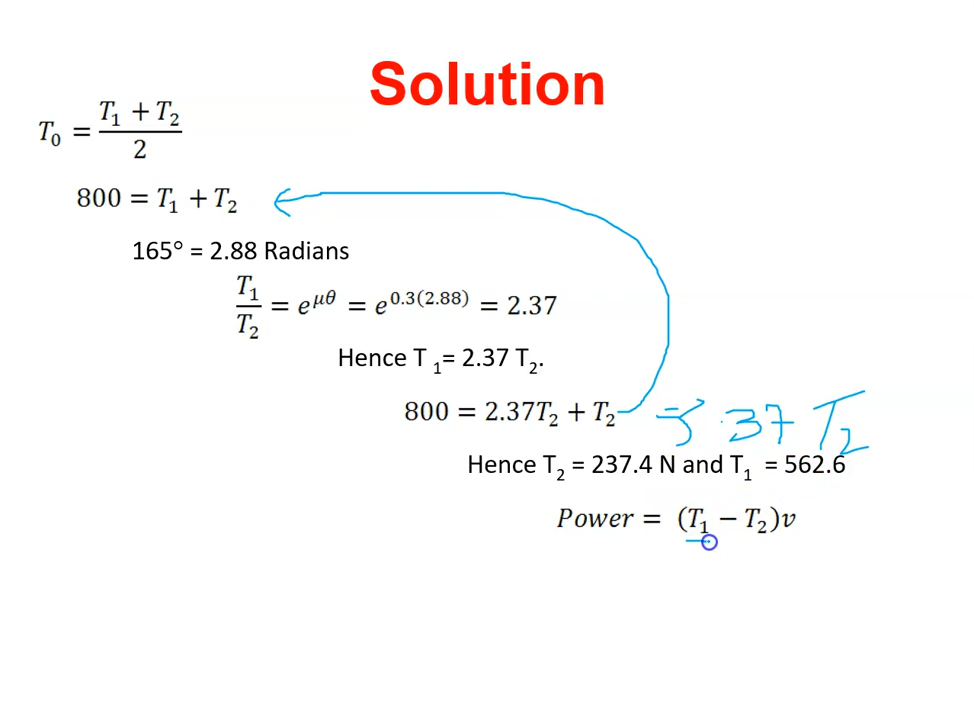 Solution
T₀ = (T₁ + T₂)/2
800 = T₁ + T₂
165° = 2.88 Radians
T₁/T₂ = e^μθ = e^0.3(2.88) = 2.37
Hence T ₁= 2.37 T₂.
800 = 2.37T₂ + T₂
.37 T₂
Hence T₂ = 237.4 N and T₁ = 562.6
Power = (T₁ − T₂)v